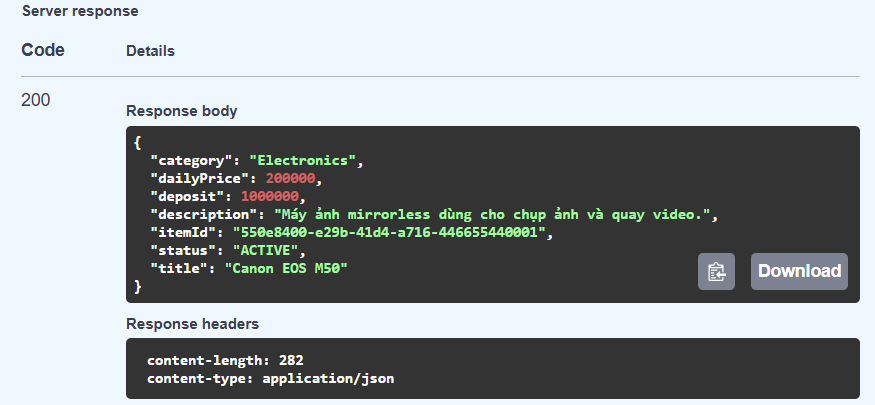 Server response
Code Details
200
Response body
{
"category": "Electronics",
"dailyPrice": 200000,
"deposit": 1000000,
"description": "Máy ảnh mirrorless dùng cho chụp ảnh và quay video.",
"itemId": "550e8400-e29b-41d4-a716-446655440001",
"status": "ACTIVE",
"title": "Canon EOS M50"
}
Download
Response headers
content-length: 282
content-type: application/json